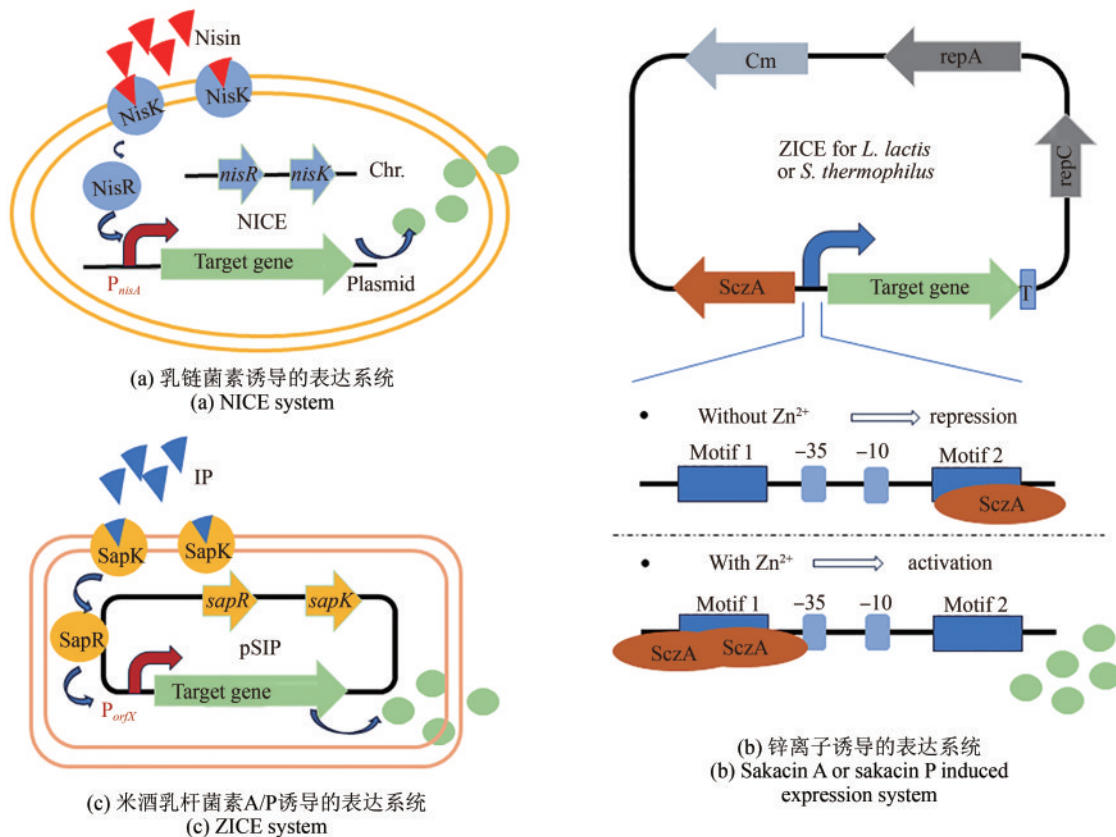 Nisin
NisK
NisK
NisR
nisR
nisK
Chr.
NICE
Target gene
PnisA
Plasmid
(a) 乳链菌素诱导的表达系统
(a) NICE system
IP
SapK
SapK
sapR
sapK
SapR
pSIP
Target gene
PorfX
(c) 米酒乳杆菌素A/P诱导的表达系统
(c) ZICE system
Cm
repA
repC
ZICE for L. lactis
or S. thermophilus
SczA
Target gene
T
• Without Zn²⁺ repression
Motif 1
−35
−10
Motif 2
SczA
• With Zn²⁺ activation
Motif 1
−35
−10
Motif 2
SczA
SczA
(b) 锌离子诱导的表达系统
(b) Sakacin A or sakacin P induced
expression system